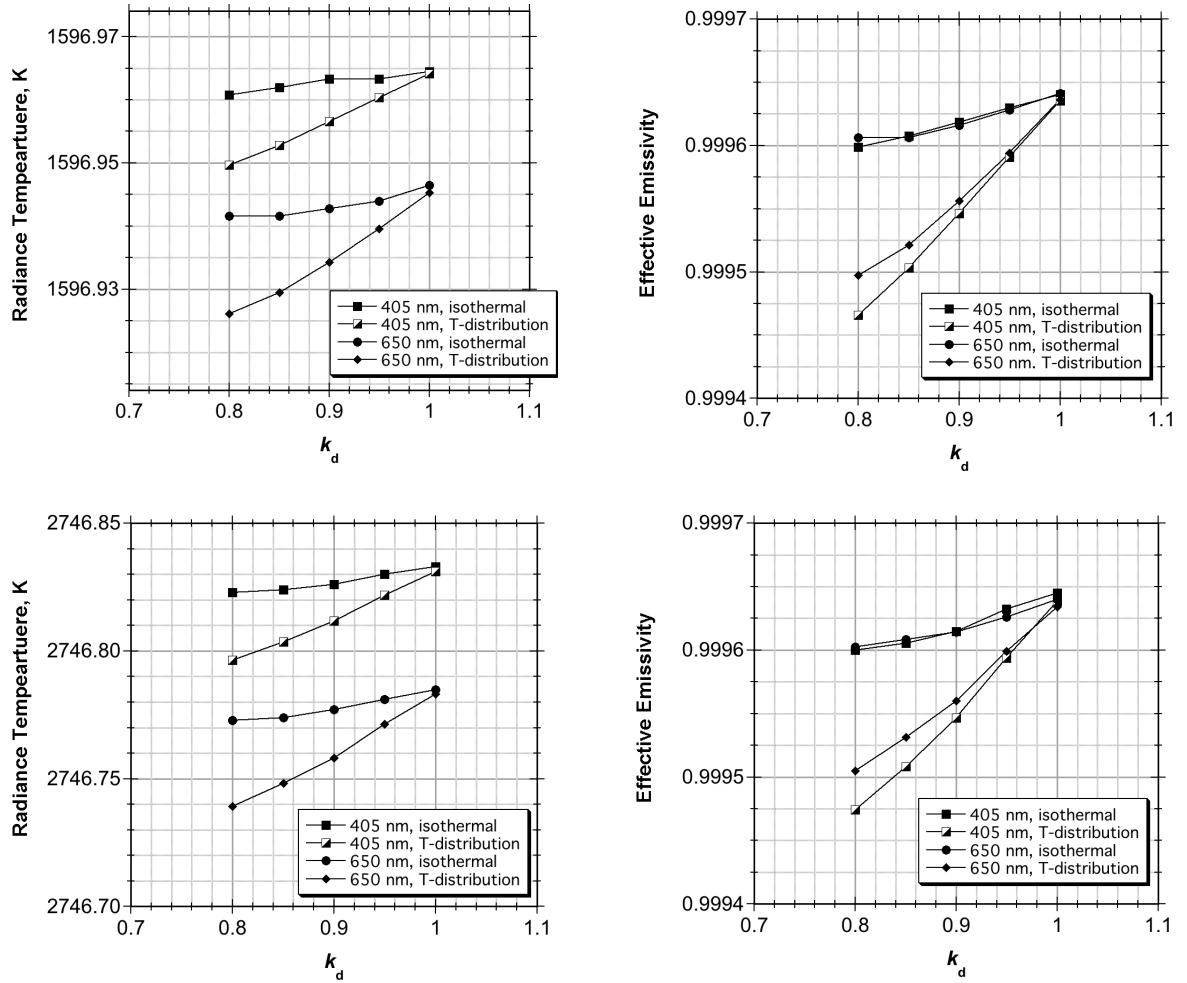 Radiance Tempeartuere, K
1596.97
1596.95
1596.93
0.7 0.8 0.9 1 1.1
kd
405 nm, isothermal
405 nm, T-distribution
650 nm, isothermal
650 nm, T-distribution
Effective Emissivity
0.9997
0.9996
0.9995
0.9994
0.7 0.8 0.9 1 1.1
kd
405 nm, isothermal
405 nm, T-distribution
650 nm, isothermal
650 nm. T-distribution
Radiance Tempeartuere, K
2746.85
2746.80
2746.75
2746.70
0.7 0.8 0.9 1 1.1
kd
405 nm, isothermal
405 nm, T-distribution
650 nm, isothermal
650 nm, T-distribution
Effective Emissivity
0.9997
0.9996
0.9995
0.9994
0.7 0.8 0.9 1 1.1
kd
405 nm, isothermal
405 nm, T-distribution
650 nm, isothermal
650 nm, T-distribution